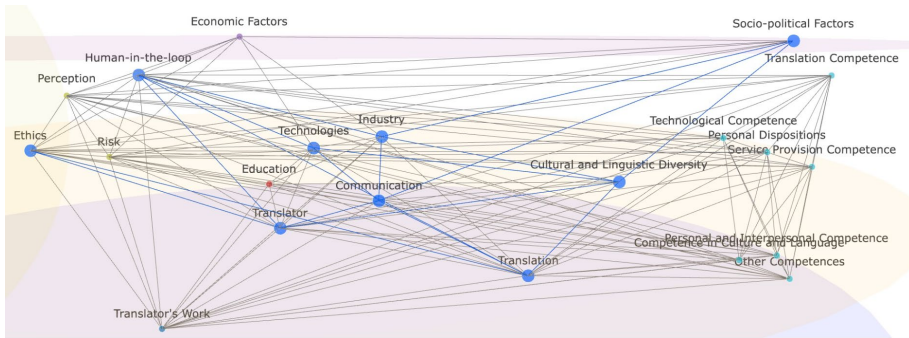 Economic Factors
Socio-political Factors
Human-in-the-loop
Translation Competence
Perception
Technological Competence
Industry
Technologies
Personal Dispositions
Ethics
Risk
Service Provision Competence
Education
Cultural and Linguistic Diversity
Communication
Translator
Personal and Interpersonal Competence
Competence in Culture and Language
Translation
Other Competences
Translator's Work